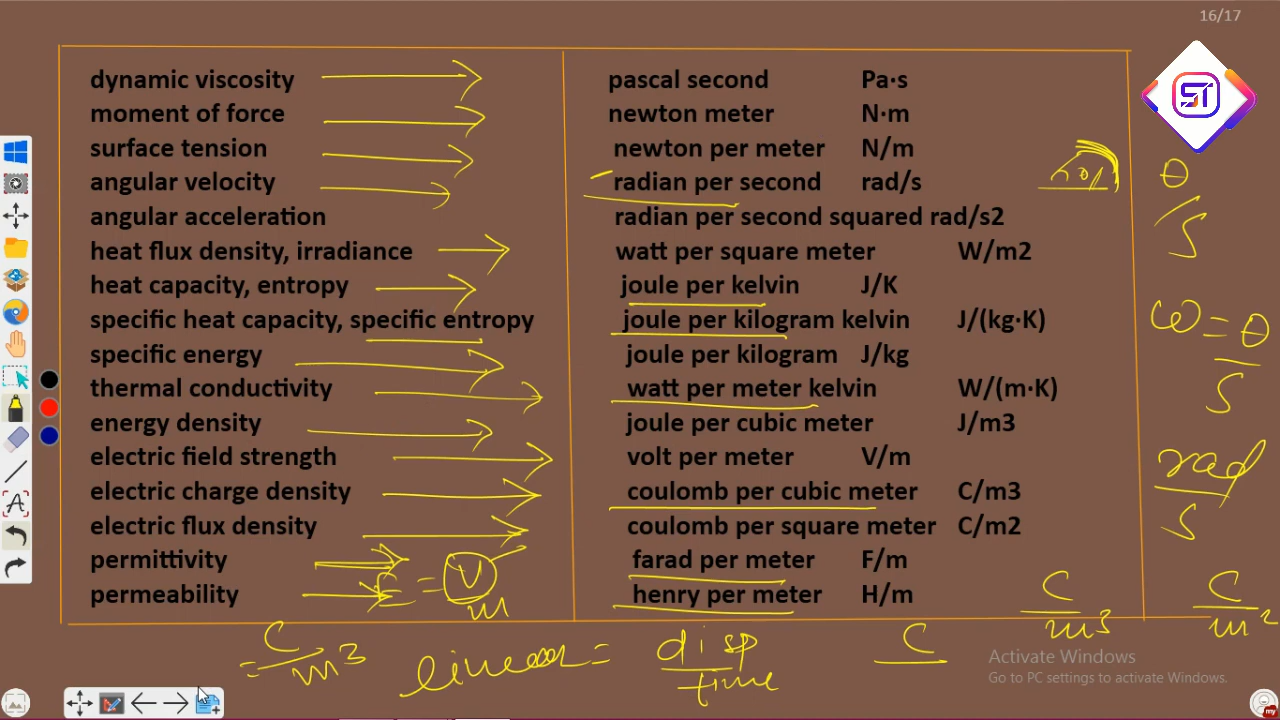 16/17
dynamic viscosity pascal second Pa·s
moment of force newton meter N·m
surface tension newton per meter N/m
angular velocity radian per second rad/s
angular acceleration radian per second squared rad/s2
heat flux density, irradiance watt per square meter W/m2
heat capacity, entropy joule per kelvin J/K
specific heat capacity, specific entropy joule per kilogram kelvin J/(kg·K)
specific energy joule per kilogram J/kg
thermal conductivity watt per meter kelvin W/(m·K)
energy density joule per cubic meter J/m3
electric field strength volt per meter V/m
electric charge density coulomb per cubic meter C/m3
electric flux density coulomb per square meter C/m2
permittivity farad per meter F/m
permeability henry per meter H/m
ST
θ
/S
ω = θ
S
rad
S
E = V
m
C
m3
C
m2
= C
m3
linear = disp
time
C
Activate Windows
Go to PC settings to activate Windows.
A
my